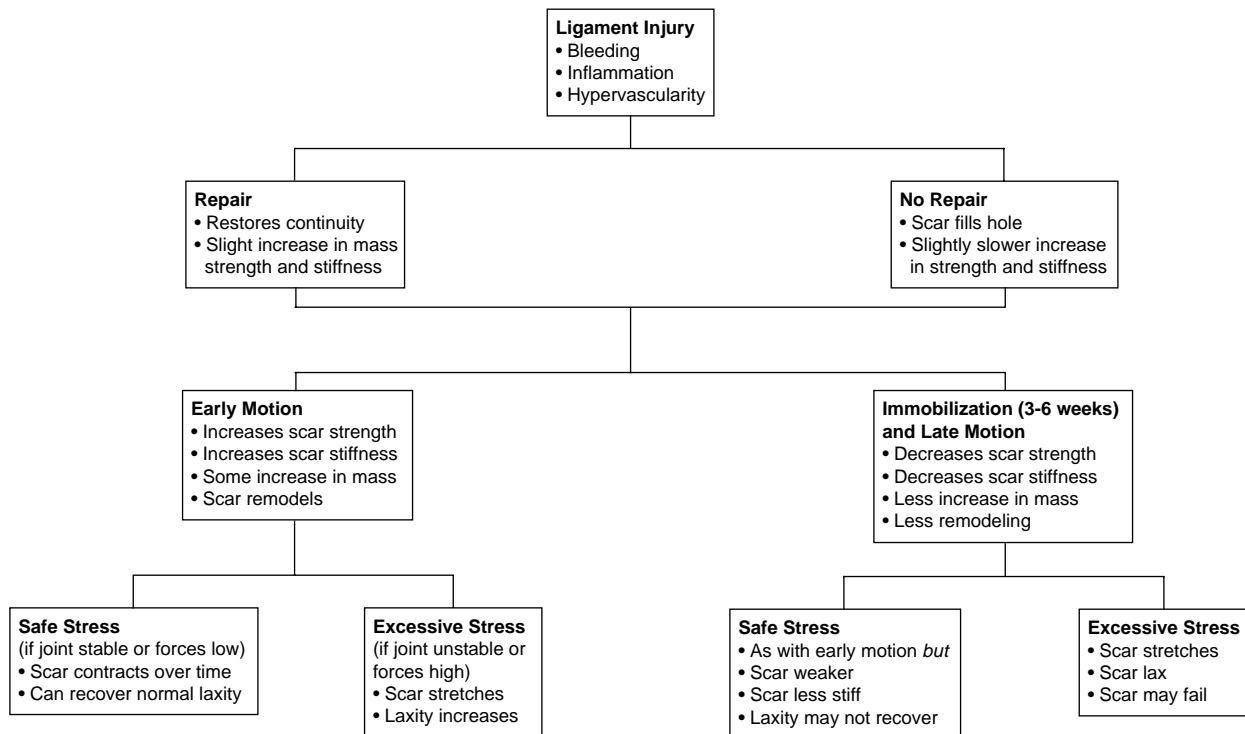 Ligament Injury
• Bleeding
• Inflammation
• Hypervascularity
Repair
• Restores continuity
• Slight increase in mass
strength and stiffness
No Repair
• Scar fills hole
• Slightly slower increase
in strength and stiffness
Early Motion
• Increases scar strength
• Increases scar stiffness
• Some increase in mass
• Scar remodels
Immobilization (3-6 weeks)
and Late Motion
• Decreases scar strength
• Decreases scar stiffness
• Less increase in mass
• Less remodeling
Safe Stress
(if joint stable or forces low)
• Scar contracts over time
• Can recover normal laxity
Excessive Stress
(if joint unstable or
forces high)
• Scar stretches
• Laxity increases
Safe Stress
• As with early motion but
• Scar weaker
• Scar less stiff
• Laxity may not recover
Excessive Stress
• Scar stretches
• Scar lax
• Scar may fail